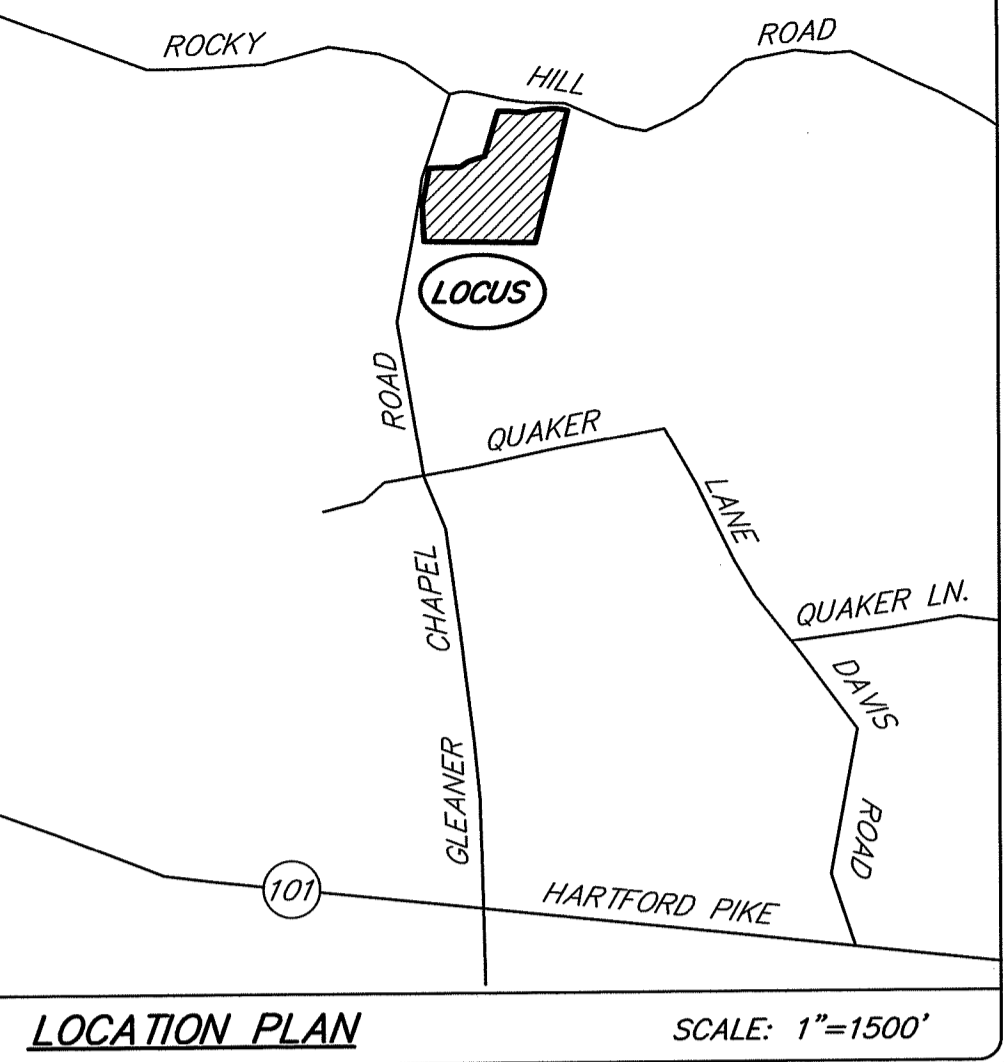 ROCKY
HILL
ROAD
LOCUS
ROAD
QUAKER
LANE
CHAPEL
QUAKER LN.
DAVIS
GLEANER
ROAD
101
HARTFORD PIKE
LOCATION PLAN
SCALE: 1"=1500'